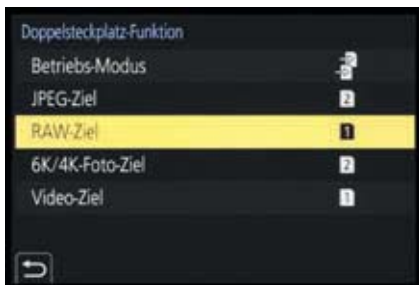 Doppelsteckplatz-Funktion
Betriebs-Modus
JPEG-Ziel 2
RAW-Ziel 1
6K/4K-Foto-Ziel 2
Video-Ziel 1